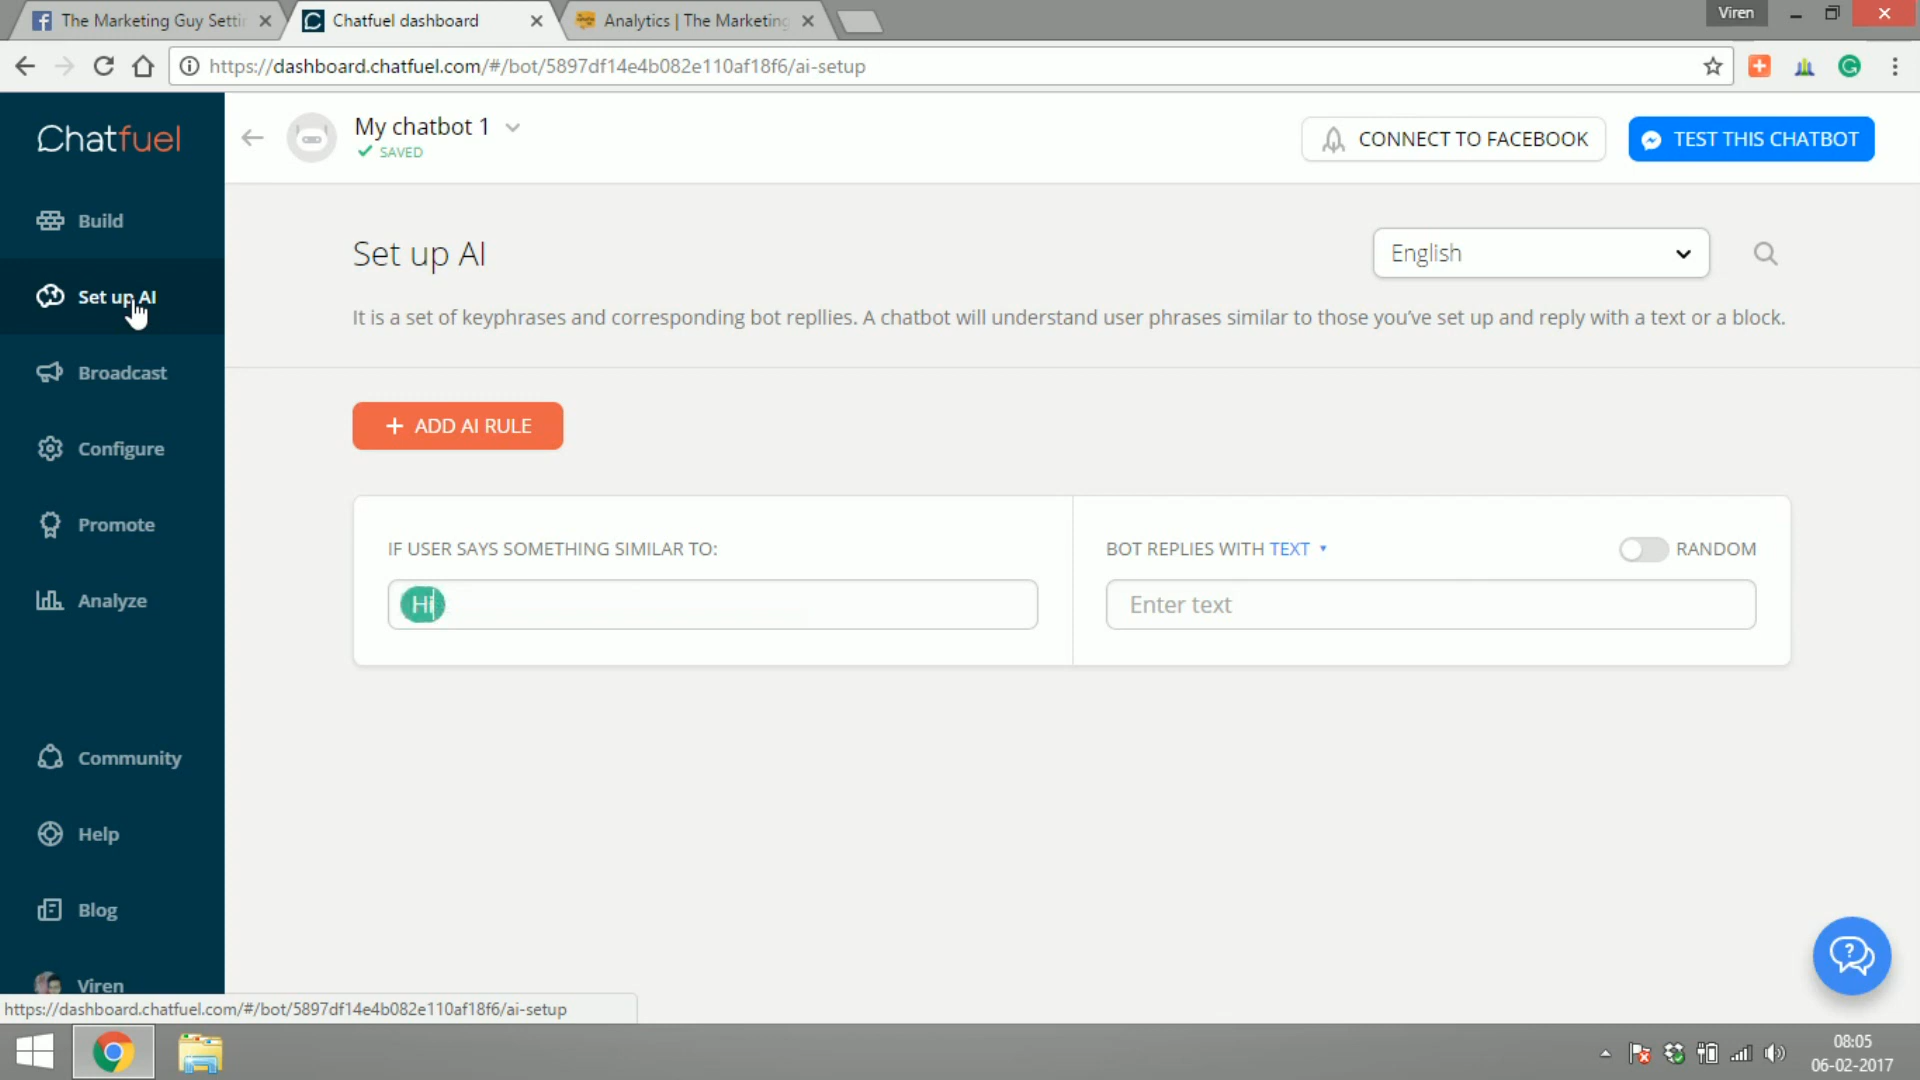 The Marketing Guy Settin
Chatfuel dashboard
Analytics | The Marketing
Viren
https://dashboard.chatfuel.com/#/bot/5897df14e4b082e110af18f6/ai-setup
Chatfuel
My chatbot 1
SAVED
CONNECT TO FACEBOOK
TEST THIS CHATBOT
Build
Set up AI
Broadcast
Configure
Promote
Analyze
Community
Help
Blog
Viren
Set up AI
English
It is a set of keyphrases and corresponding bot repllies. A chatbot will understand user phrases similar to those you've set up and reply with a text or a block.
+ ADD AI RULE
IF USER SAYS SOMETHING SIMILAR TO:
Hi
BOT REPLIES WITH TEXT
RANDOM
Enter text
https://dashboard.chatfuel.com/#/bot/5897df14e4b082e110af18f6/ai-setup
08:05
06-02-2017